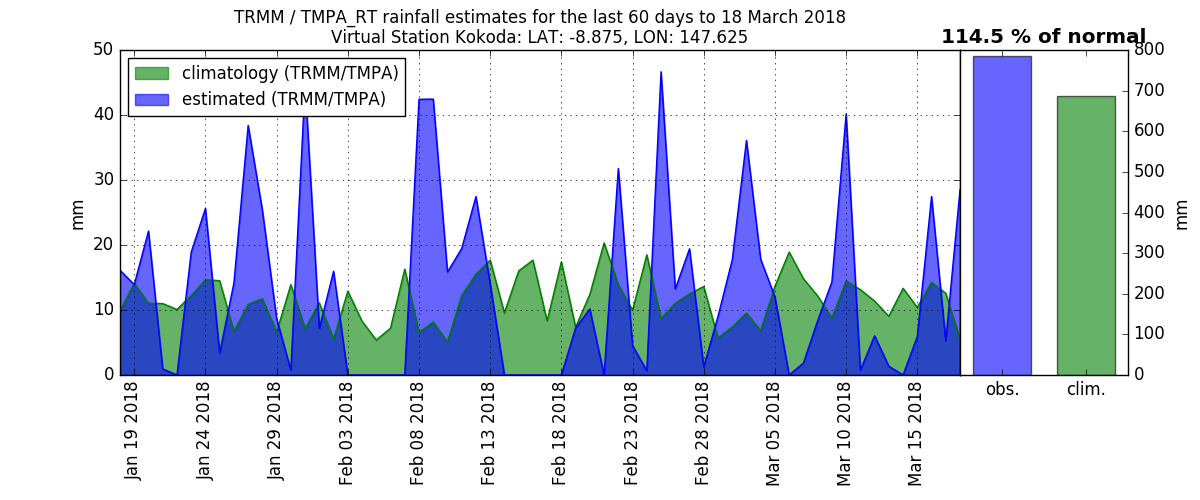 TRMM / TMPA_RT rainfall estimates for the last 60 days to 18 March 2018
Virtual Station Kokoda: LAT: -8.875, LON: 147.625
114.5 % of normal
climatology (TRMM/TMPA)
estimated (TRMM/TMPA)
50
40
30
20
10
0
mm
800
700
600
500
400
300
200
100
0
mm
Jan 19 2018
Jan 24 2018
Jan 29 2018
Feb 03 2018
Feb 08 2018
Feb 13 2018
Feb 18 2018
Feb 23 2018
Feb 28 2018
Mar 05 2018
Mar 10 2018
Mar 15 2018
obs.
clim.